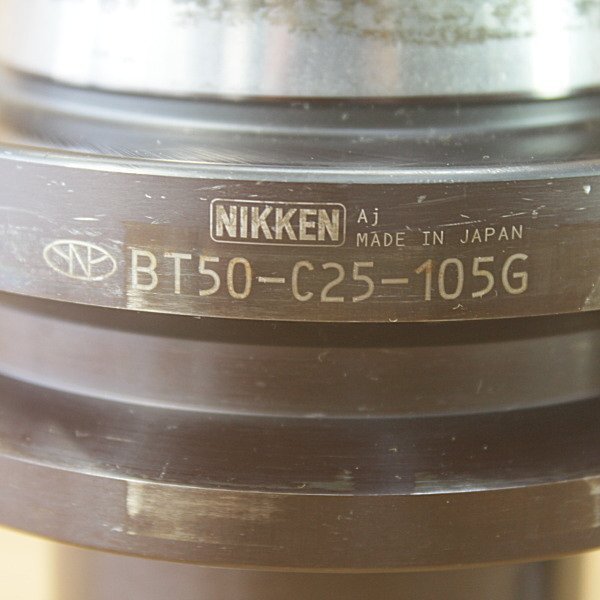 NIKKEN Aj
MADE IN JAPAN
BT50-C25-105G